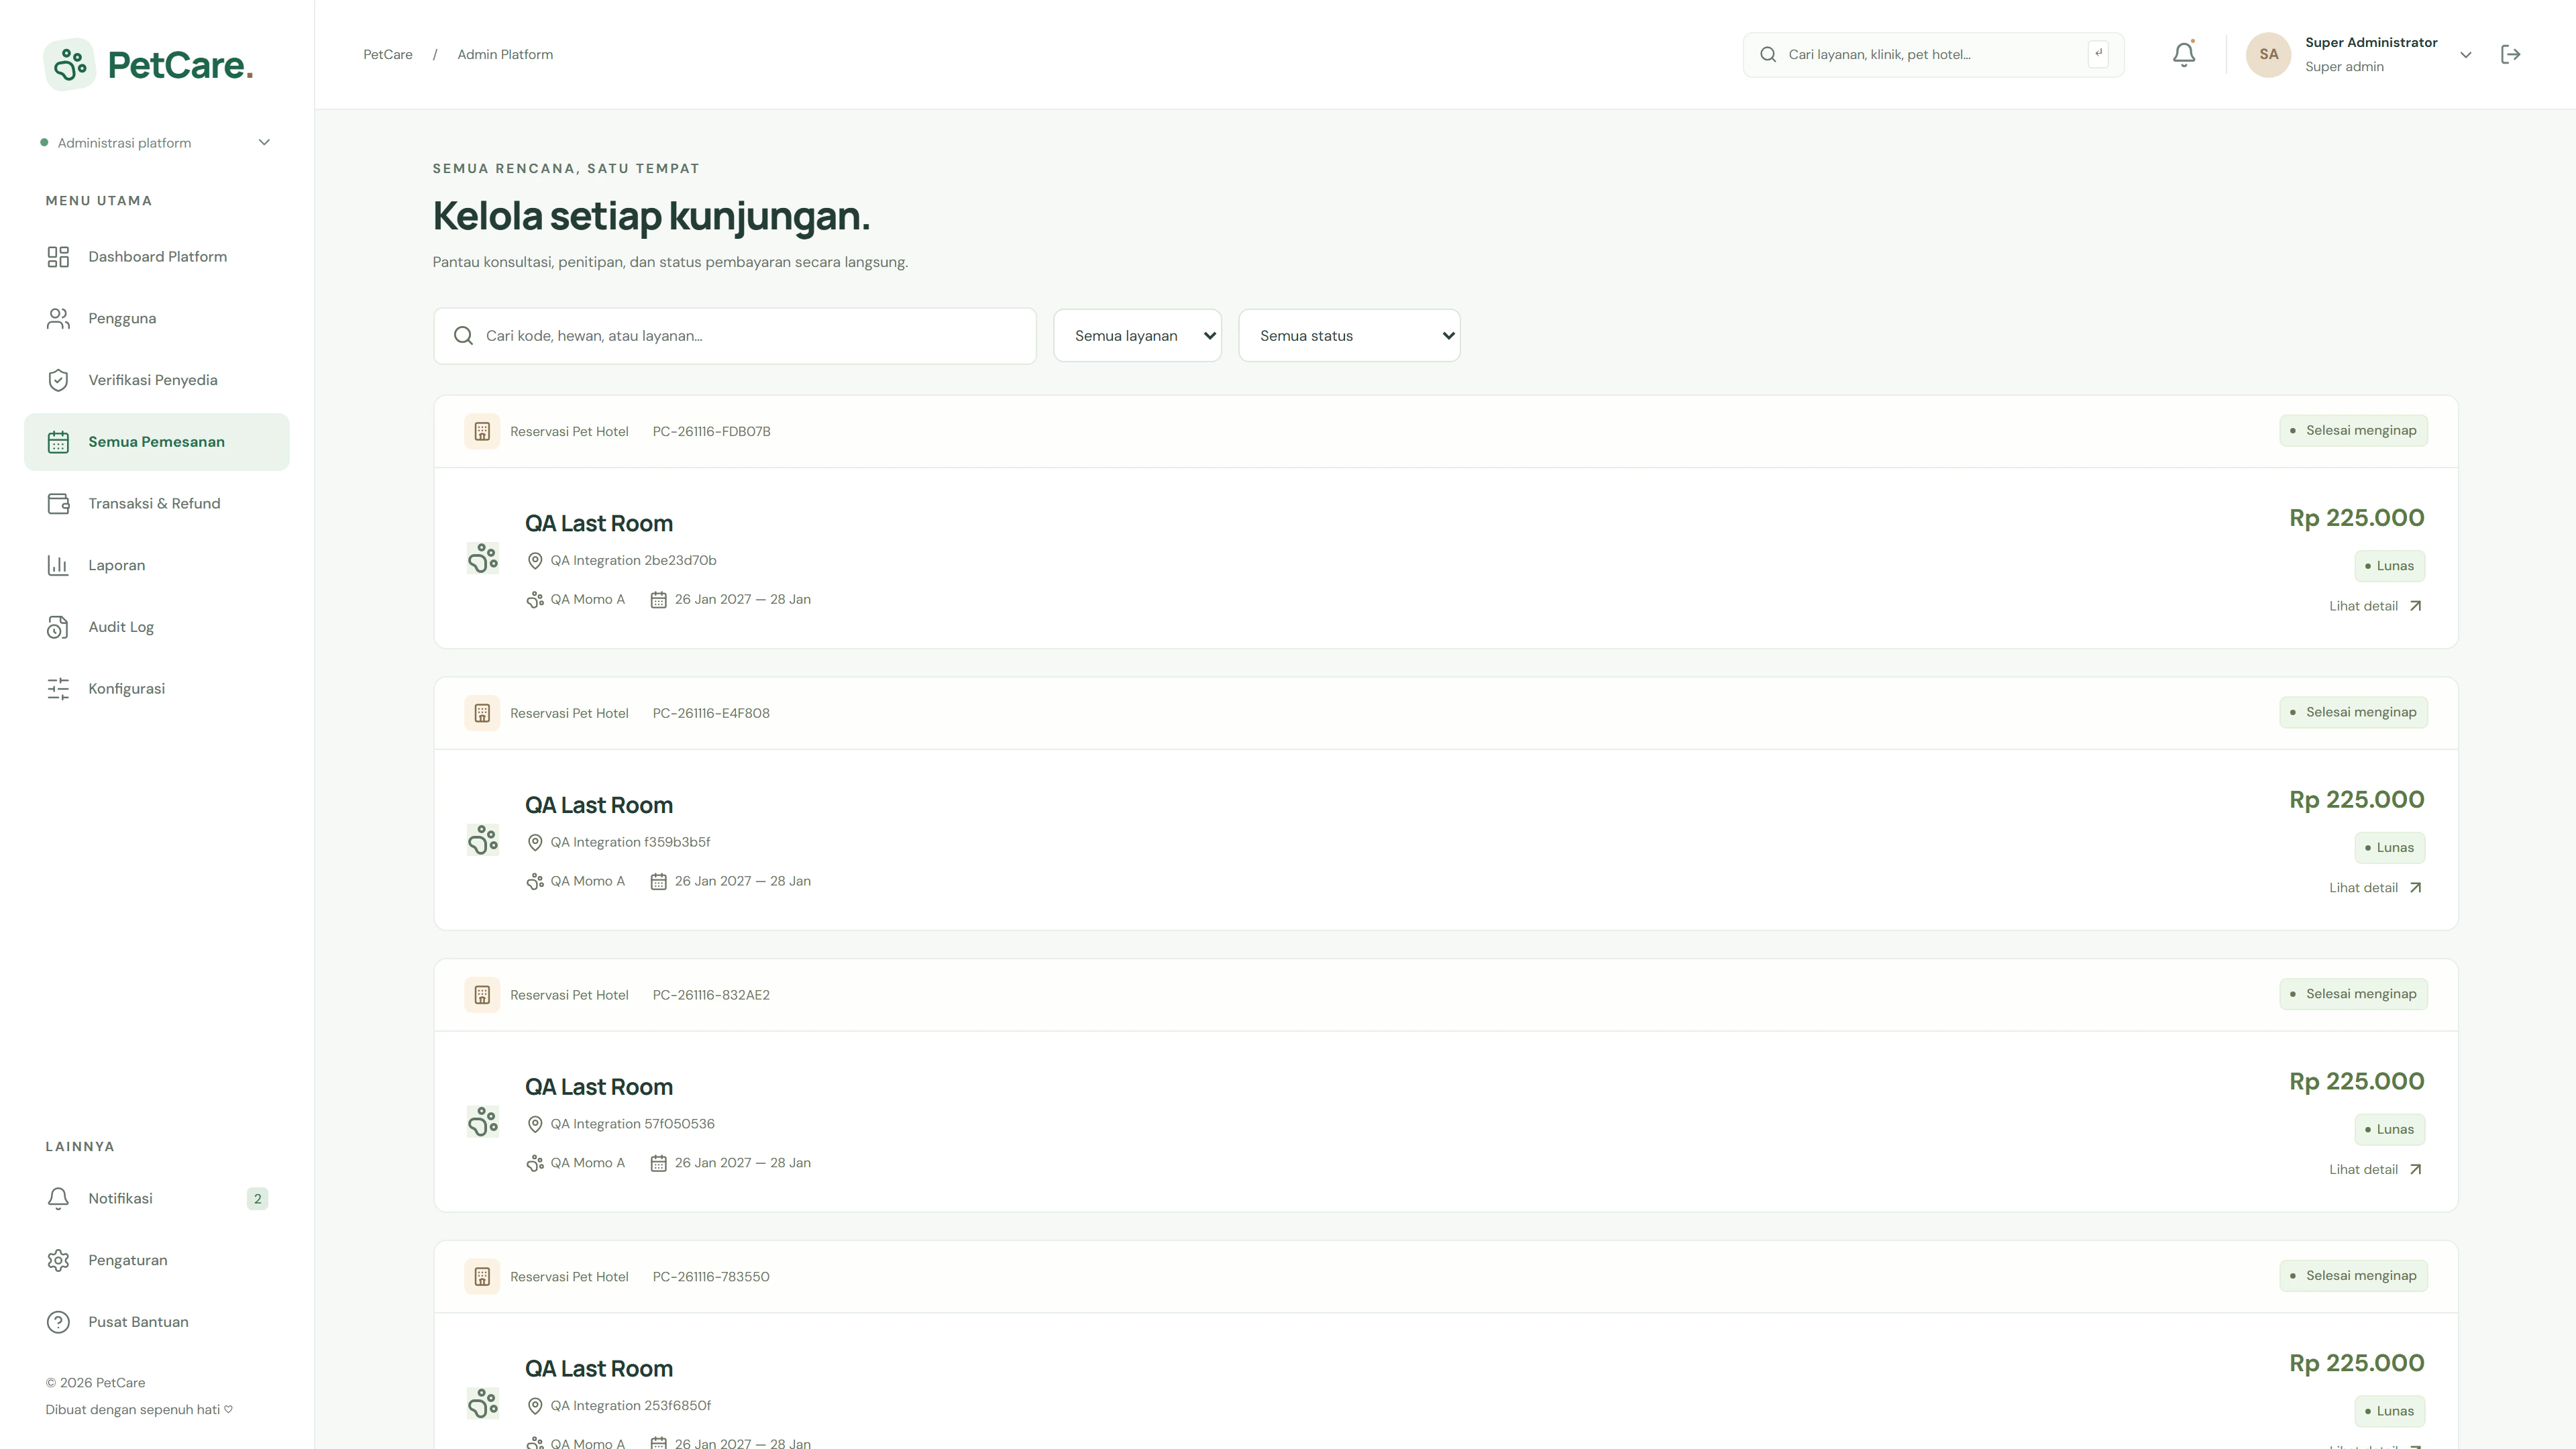 PetCare.
Administrasi platform
MENU UTAMA
Dashboard Platform
Pengguna
Verifikasi Penyedia
Semua Pemesanan
Transaksi & Refund
Laporan
Audit Log
Konfigurasi
LAINNYA
Notifikasi 2
Pengaturan
Pusat Bantuan
© 2026 PetCare
Dibuat dengan sepenuh hati ♡
PetCare / Admin Platform
Cari layanan, klinik, pet hotel...
SA
Super Administrator
Super admin
SEMUA RENCANA, SATU TEMPAT
Kelola setiap kunjungan.
Pantau konsultasi, penitipan, dan status pembayaran secara langsung.
Cari kode, hewan, atau layanan...
Semua layanan
Semua status
Reservasi Pet Hotel PC-261116-FDB07B
Selesai menginap
QA Last Room
QA Integration 2be23d70b
QA Momo A 26 Jan 2027 — 28 Jan
Rp 225.000
Lunas
Lihat detail
Reservasi Pet Hotel PC-261116-E4F808
Selesai menginap
QA Last Room
QA Integration f359b3b5f
QA Momo A 26 Jan 2027 — 28 Jan
Rp 225.000
Lunas
Lihat detail
Reservasi Pet Hotel PC-261116-832AE2
Selesai menginap
QA Last Room
QA Integration 57f050536
QA Momo A 26 Jan 2027 — 28 Jan
Rp 225.000
Lunas
Lihat detail
Reservasi Pet Hotel PC-261116-783550
Selesai menginap
QA Last Room
QA Integration 253f6850f
QA Momo A 26 Jan 2027 — 28 Jan
Rp 225.000
Lunas